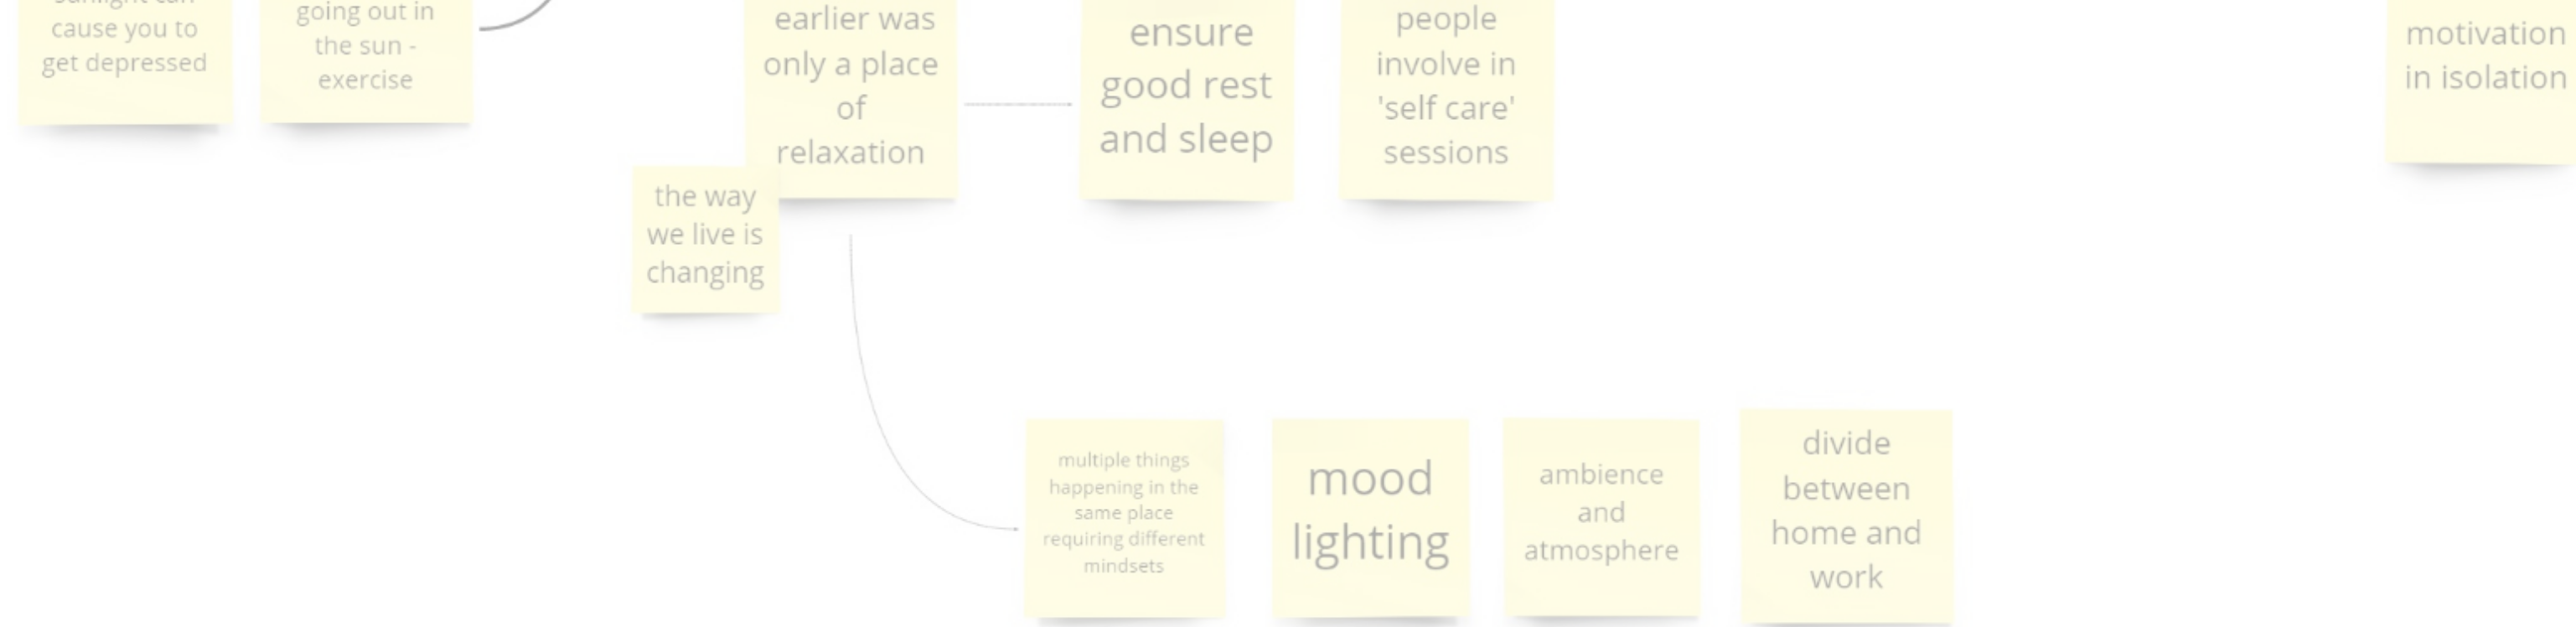 sunlight can
cause you to
get depressed
going out in
the sun -
exercise
earlier was
only a place
of
relaxation
ensure
good rest
and sleep
people
involve in
'self care'
sessions
motivation
in isolation
the way
we live is
changing
multiple things
happening in the
same place
requiring different
mindsets
mood
lighting
ambience
and
atmosphere
divide
between
home and
work